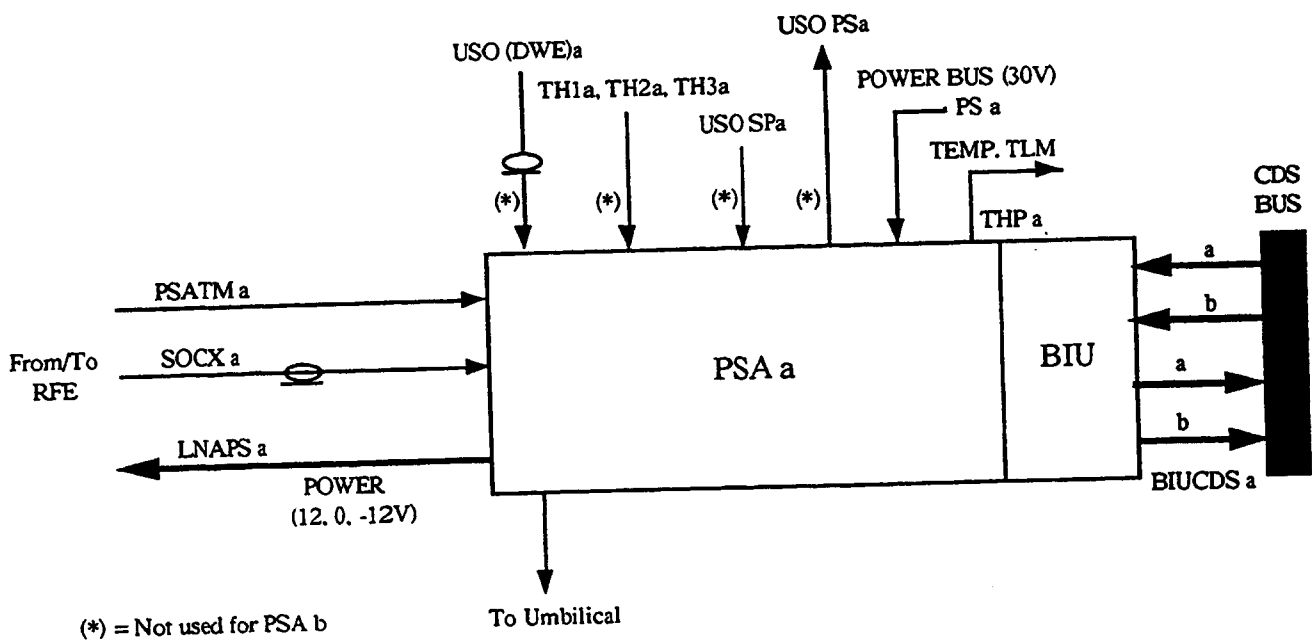 USO PSa
USO (DWE)a
POWER BUS (30V)
TH1a, TH2a, TH3a
PS a
USO SPa
TEMP. TLM
CDS
BUS
(*)
(*)
(*)
(*)
THP a
a
PSATM a
b
From/To
RFE
SOCX a
PSA a
BIU
a
b
LNAPS a
BIUCDS a
POWER
(12, 0, -12V)
To Umbilical
(*) = Not used for PSA b